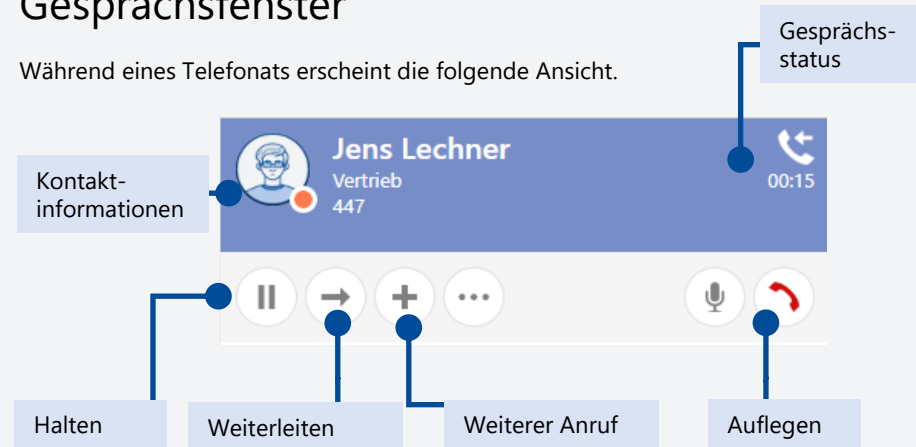 Gesprächsfenster
Während eines Telefonats erscheint die folgende Ansicht.
Gesprächs-
status
Kontakt-
informationen
Jens Lechner
Vertrieb
447
00:15
Halten
Weiterleiten
Weiterer Anruf
Auflegen